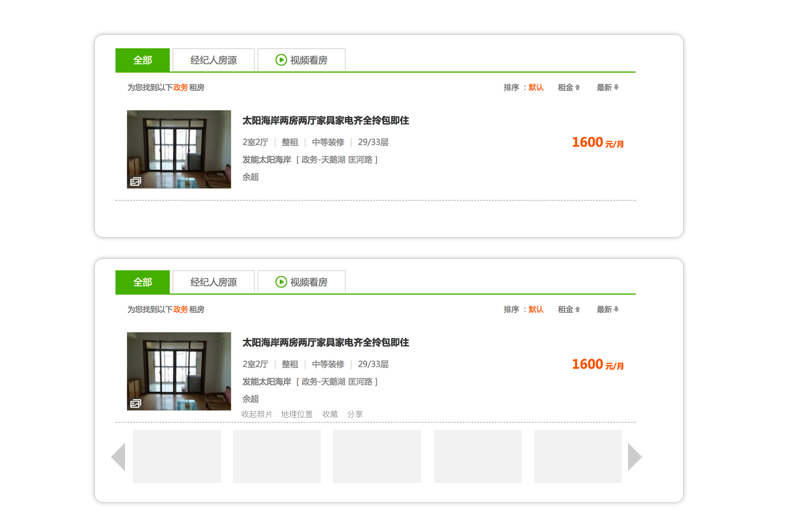 全部 经纪人房源 视频看房
为您找到以下政务租房 排序 : 默认 租金 最新
太阳海岸两房两厅家具家电齐全拎包即住
2室2厅 | 整租 | 中等装修 | 29/33层
1600 元/月
发能太阳海岸 [ 政务-天鹅湖 匡河路 ]
余超
全部 经纪人房源 视频看房
为您找到以下政务租房 排序 : 默认 租金 最新
太阳海岸两房两厅家具家电齐全拎包即住
2室2厅 | 整租 | 中等装修 | 29/33层
1600 元/月
发能太阳海岸 [ 政务-天鹅湖 匡河路 ]
余超
收起照片 地理位置 收藏 分享